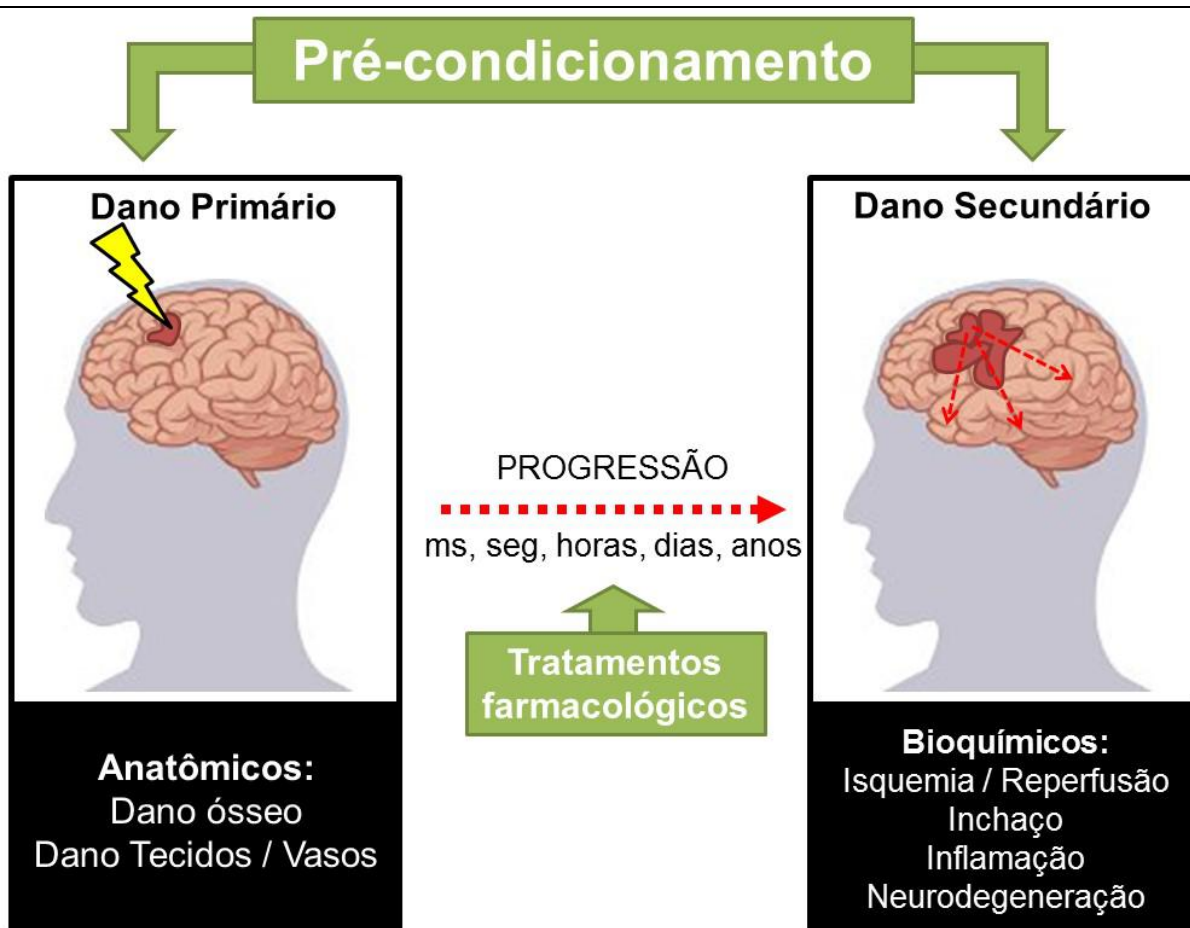 Pré-condicionamento
Dano Primário
Anatômicos:
Dano ósseo
Dano Tecidos / Vasos
PROGRESSÃO
ms, seg, horas, dias, anos
Tratamentos
farmacológicos
Dano Secundário
Bioquímicos:
Isquemia / Reperfusão
Inchaço
Inflamação
Neurodegeneração